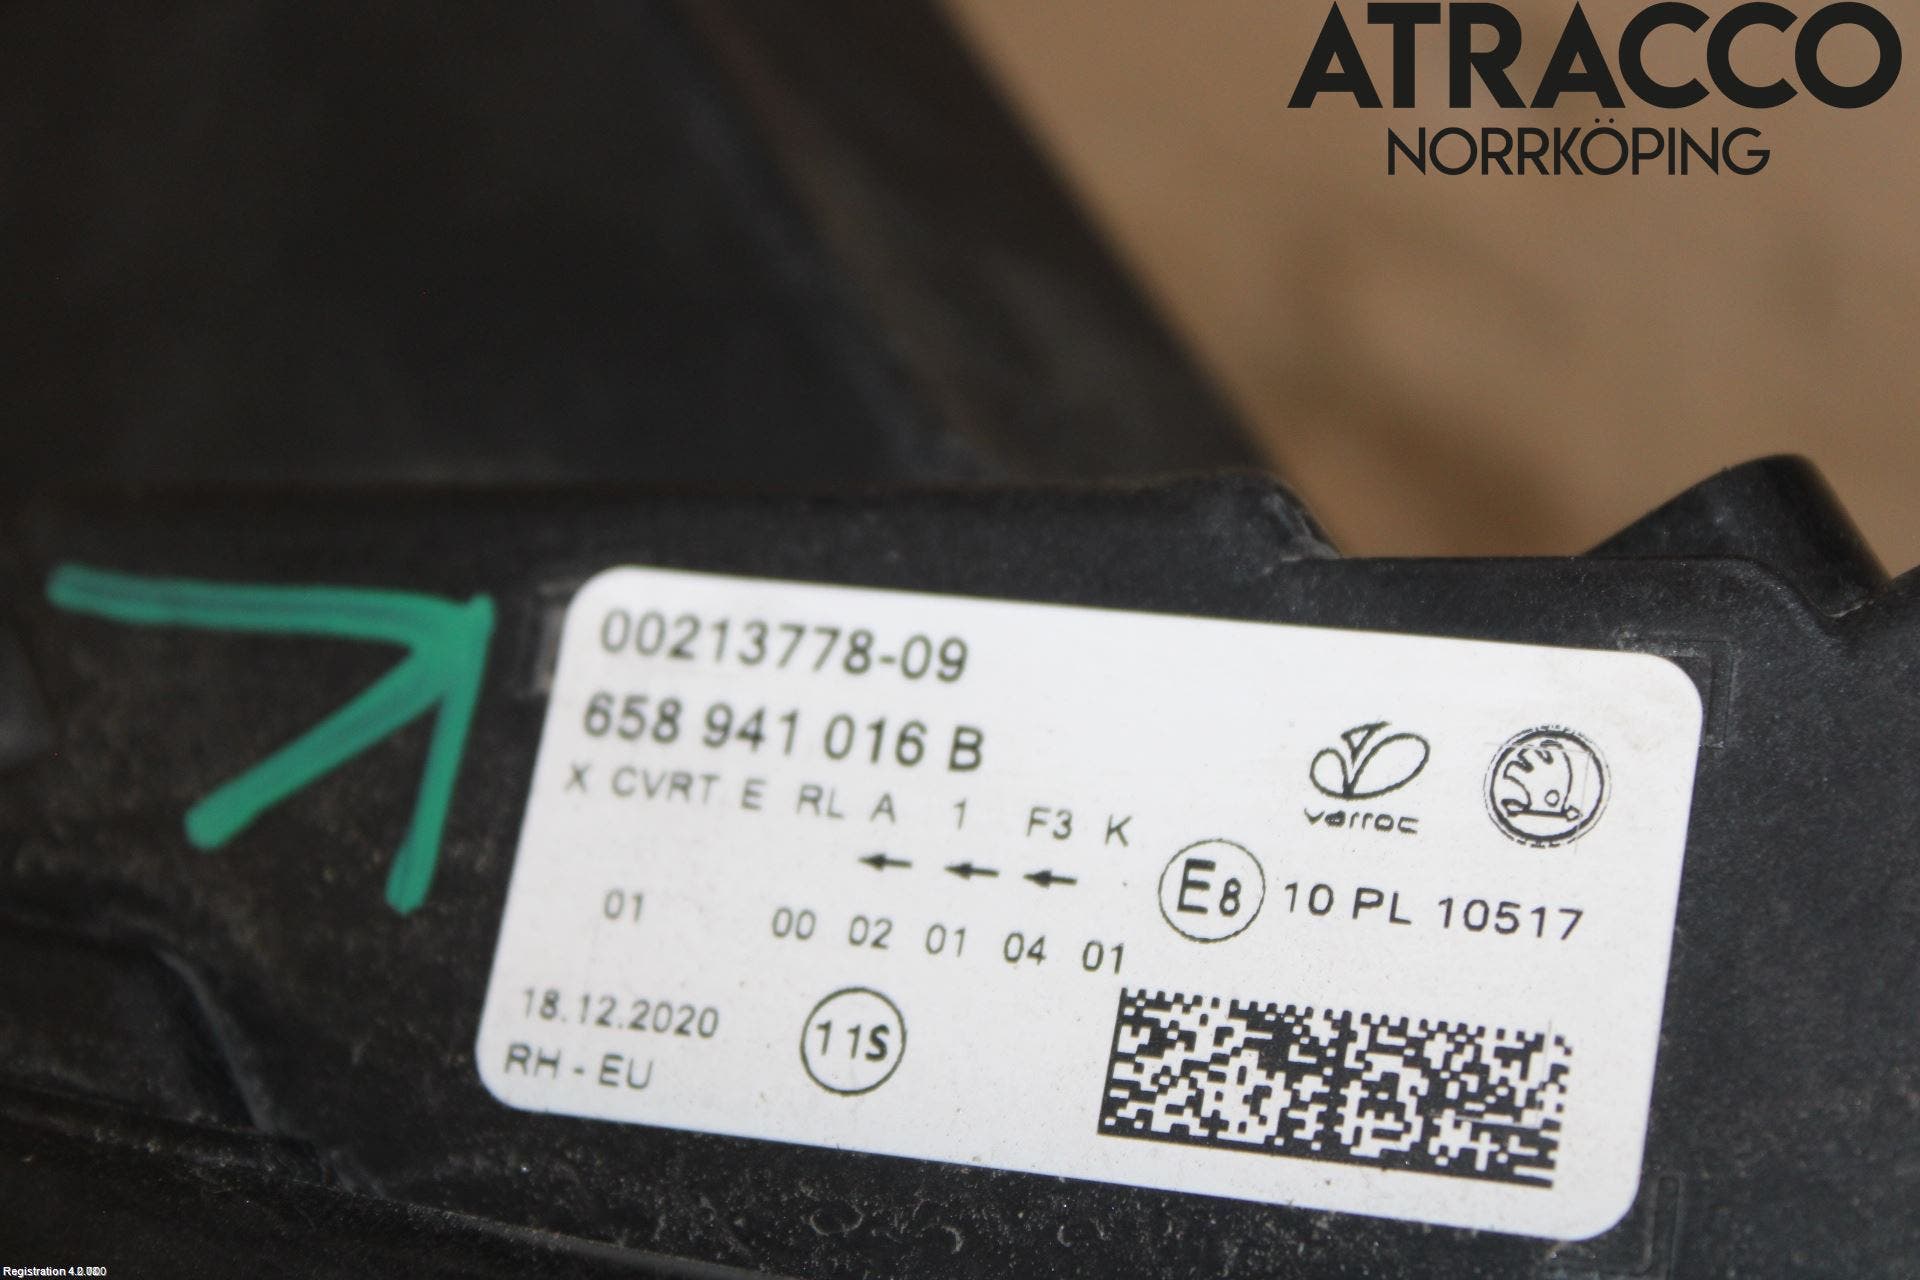 ATRACCO
NORRKÖPING
00213778-09
658 941 016 B
X CVRT E RL A 1 F3 K
varroc
E8 10 PL 10517
01 00 02 01 04 01
18.12.2020
11S
RH - EU
Registration